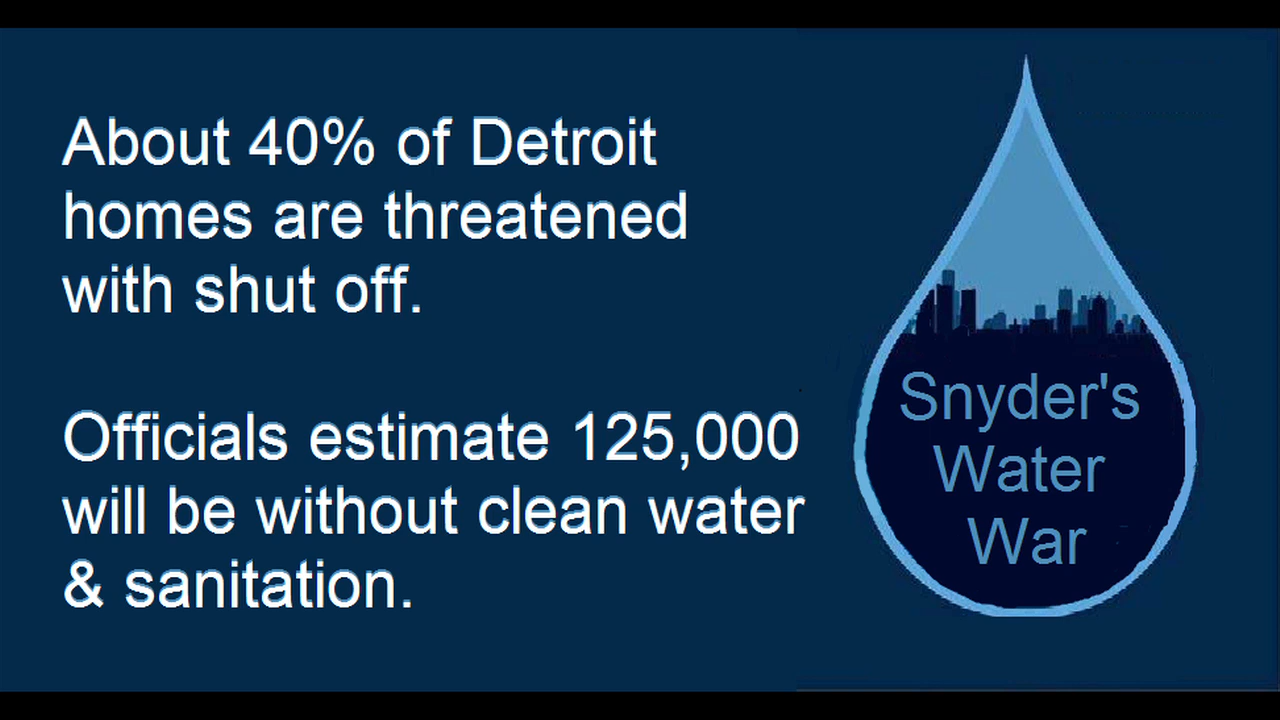 About 40% of Detroit
homes are threatened
with shut off.
Officials estimate 125,000
will be without clean water
& sanitation.
Snyder's
Water
War